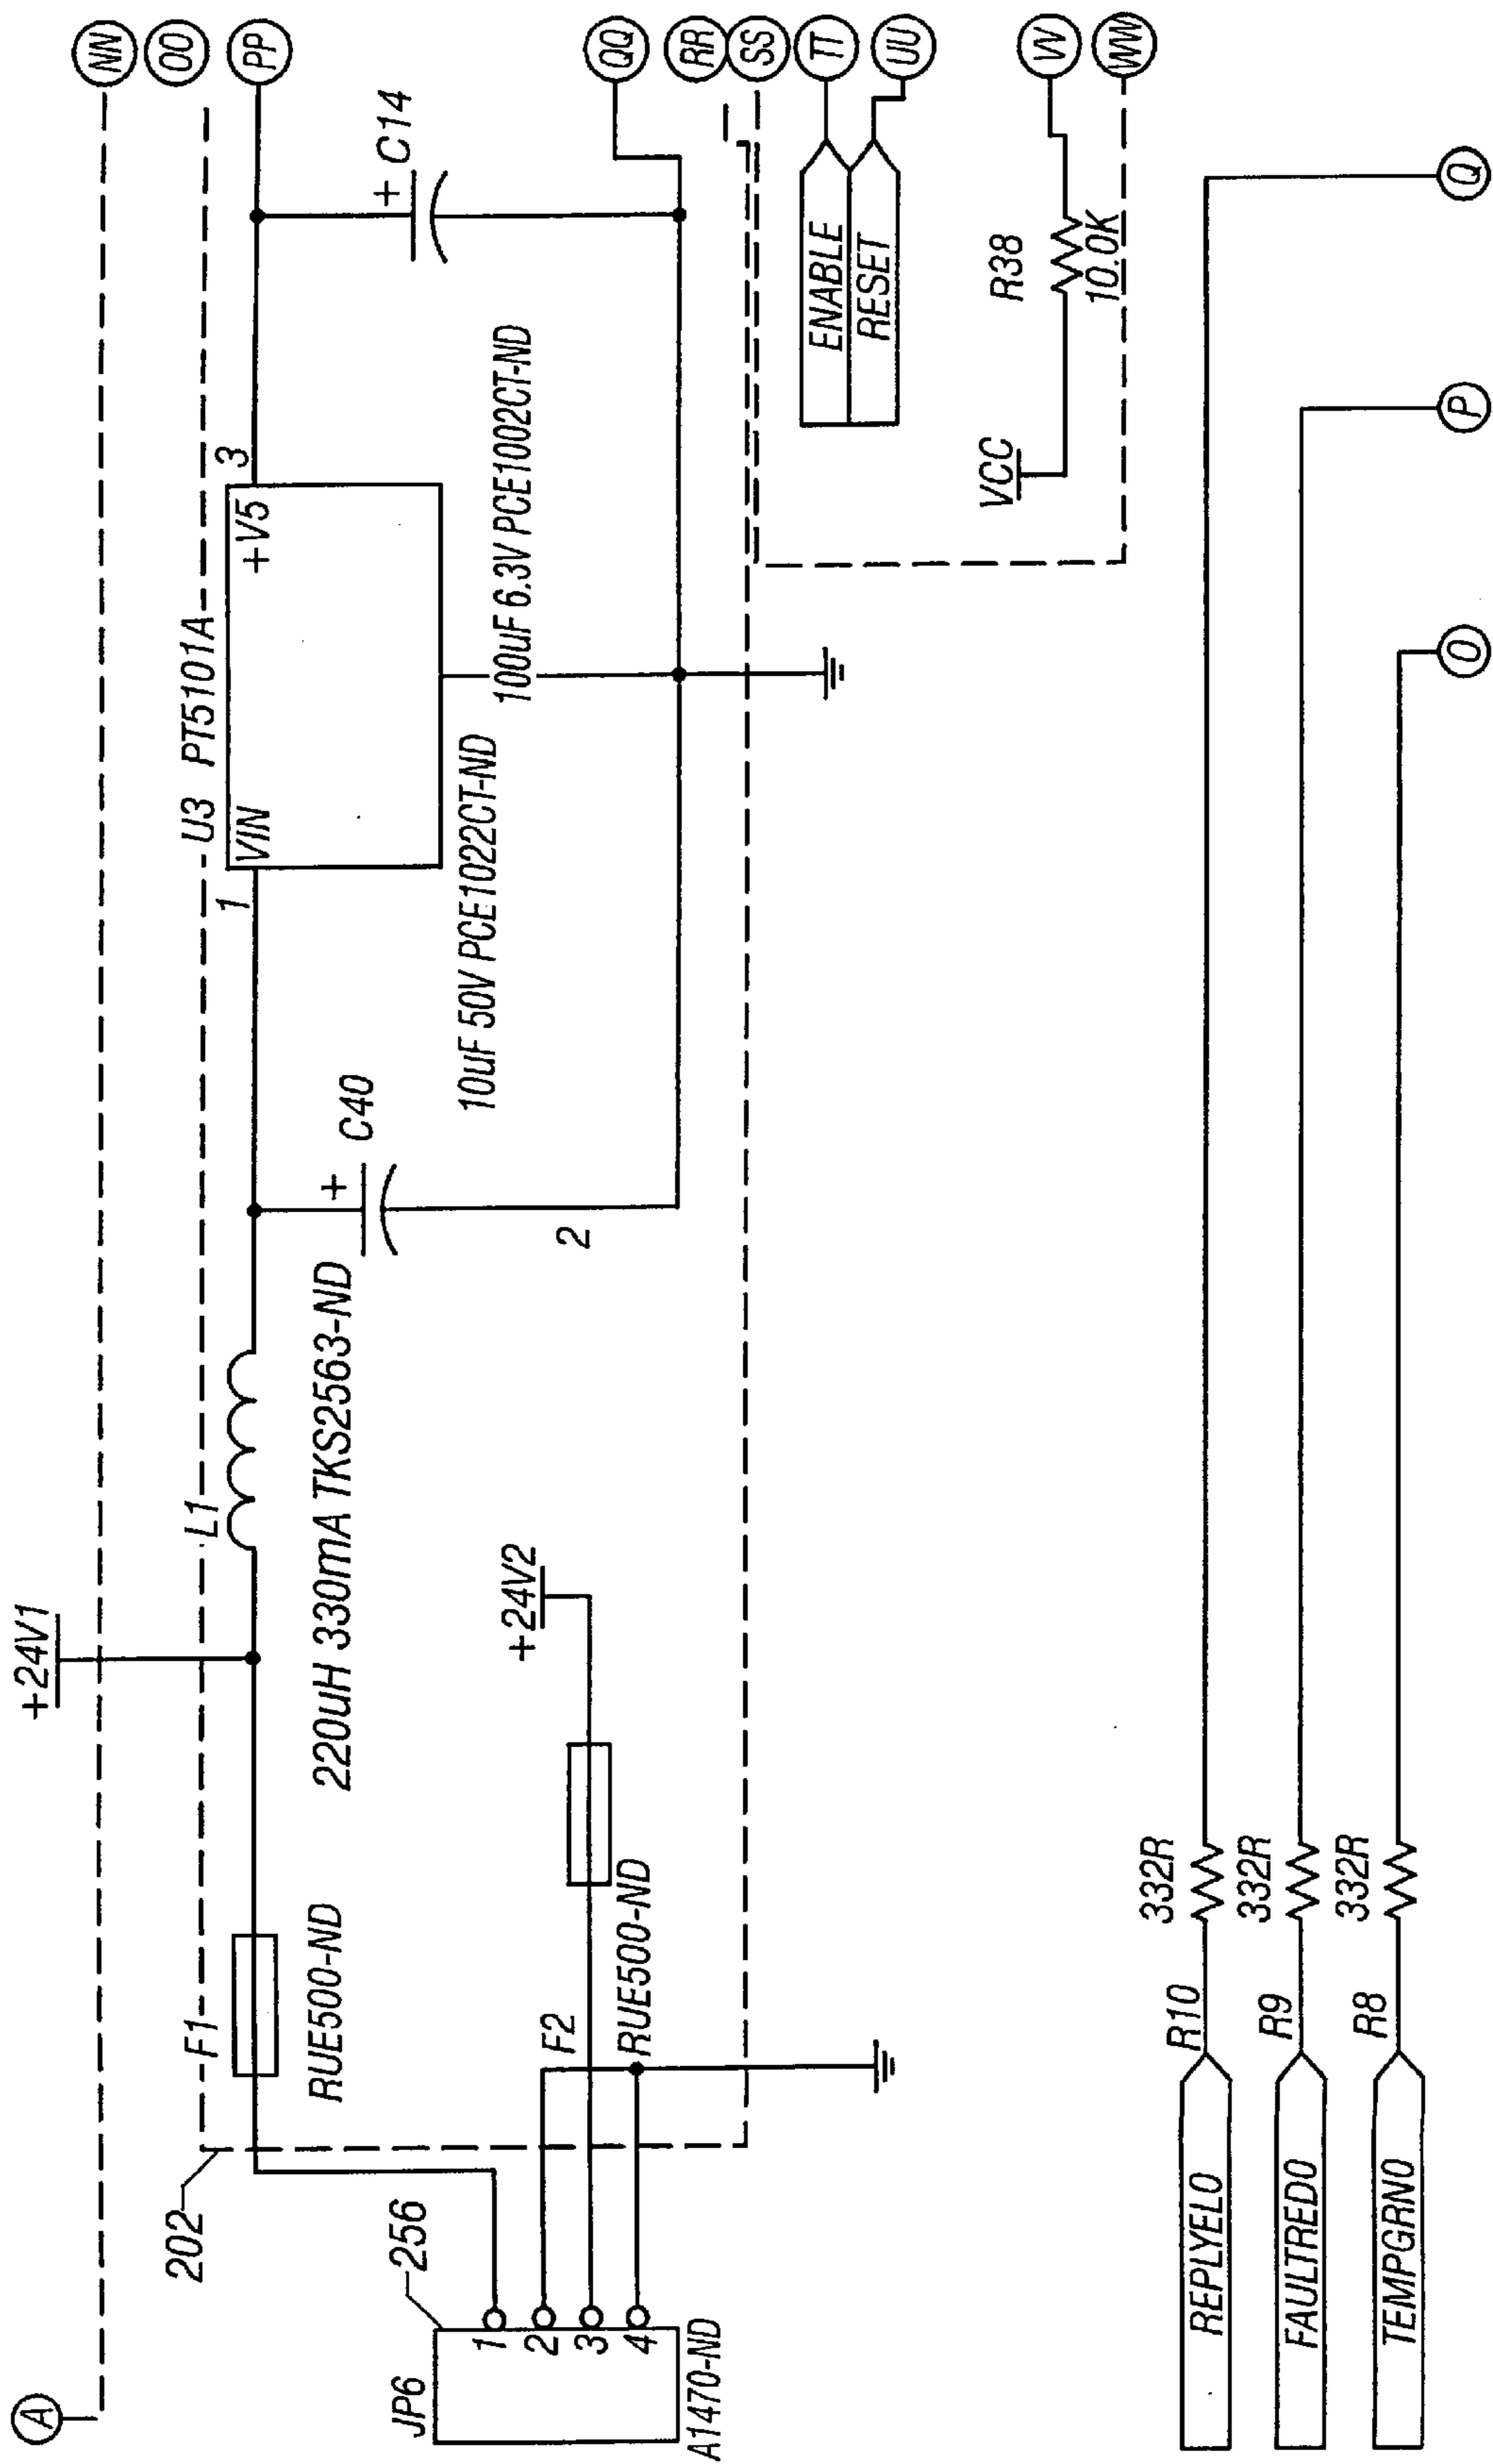 A
+24V1
NN
OO
PP
202
F1
RUE500-ND
L1
220uH 330mA TKS2563-ND
C40
+
2
10uF 50V PCE1022CT-ND
U3 PT5101A
1
VIN
+V5
3
100uF 6.3V PCE1002CT-ND
+
C14
QQ
RR
SS
TT
UU
JP6
256
1
2
3
4
A1470-ND
F2
RUE500-ND
+24V2
ENABLE
RESET
VCC
R38
10.0K
VV
WW
REPLYEL0
R10
332R
Q
FAULTRED0
R9
332R
P
TEMPGRN0
R8
332R
O